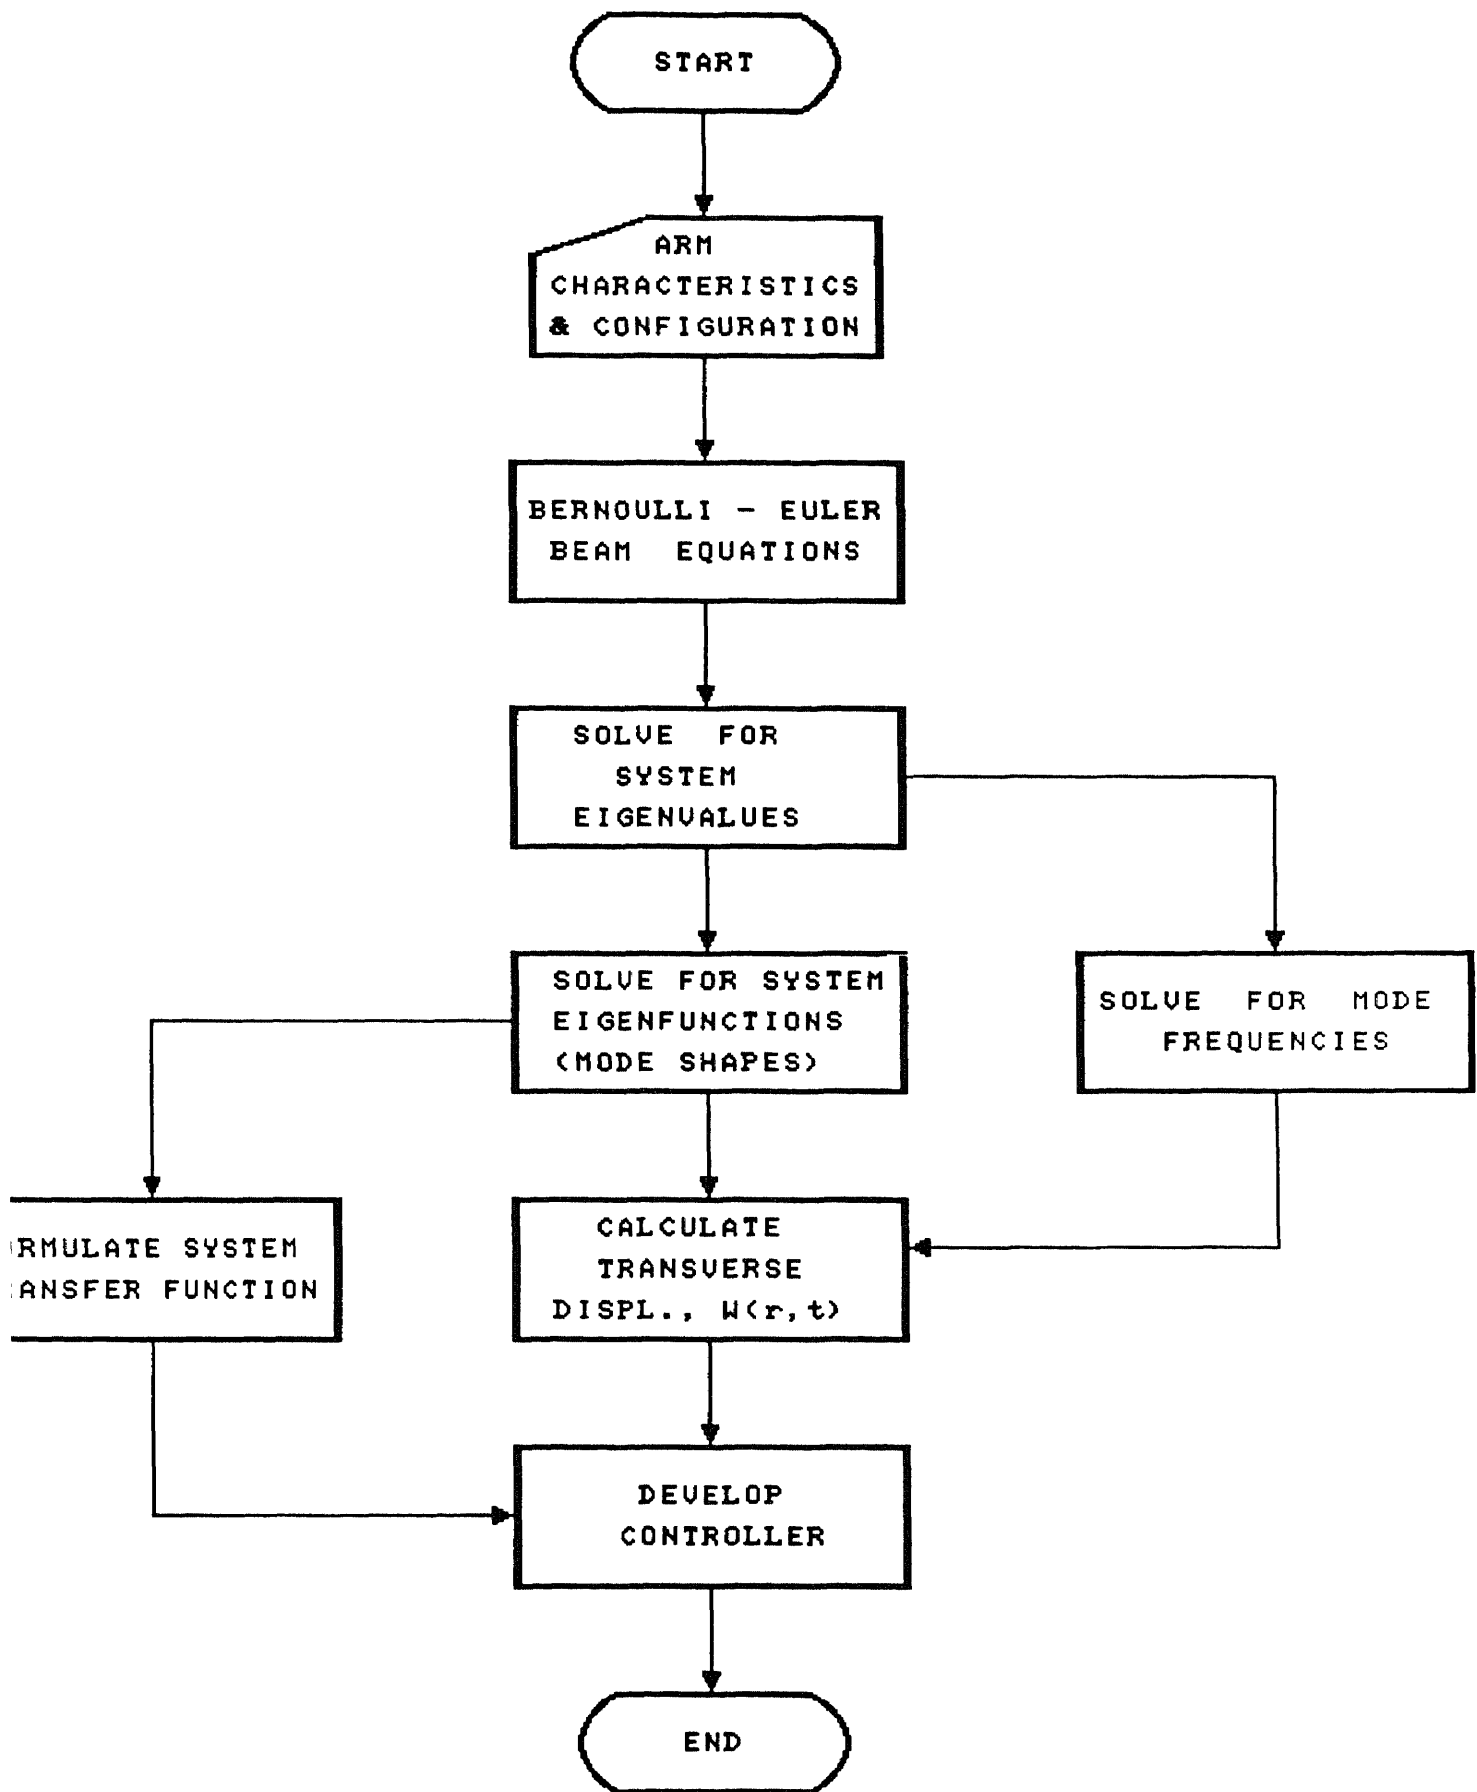 START
ARM
CHARACTERISTICS
& CONFIGURATION
BERNOULLI - EULER
BEAM EQUATIONS
SOLVE FOR
SYSTEM
EIGENVALUES
SOLVE FOR SYSTEM
EIGENFUNCTIONS
(MODE SHAPES)
SOLVE FOR MODE
FREQUENCIES
RMULATE SYSTEM
ANSFER FUNCTION
CALCULATE
TRANSVERSE
DISPL., W(r,t)
DEVELOP
CONTROLLER
END